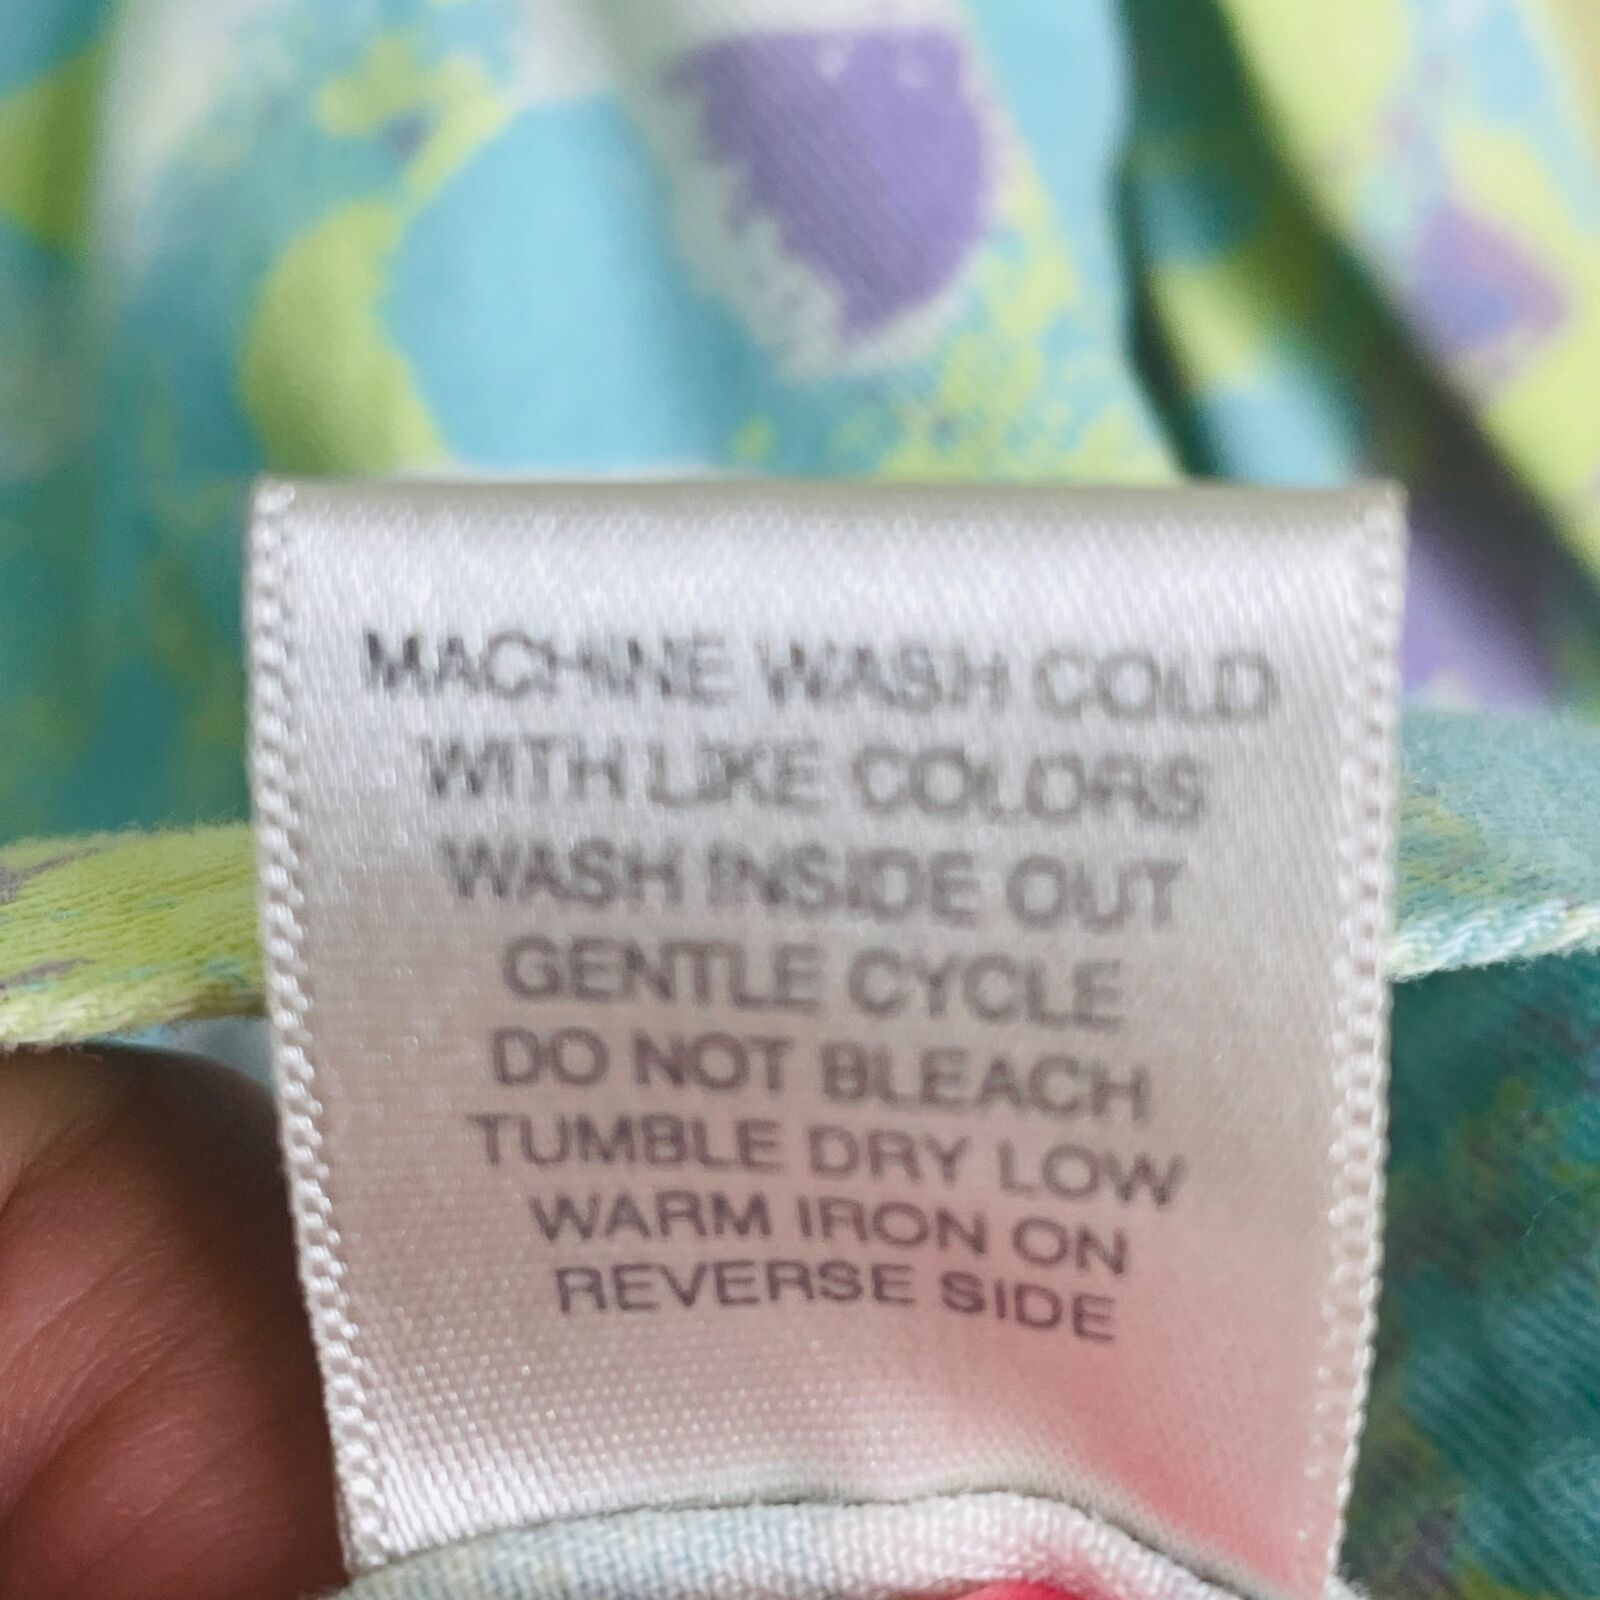 MACHINE WASH COLD
WITH LIKE COLORS
WASH INSIDE OUT
GENTLE CYCLE
DO NOT BLEACH
TUMBLE DRY LOW
WARM IRON ON
REVERSE SIDE